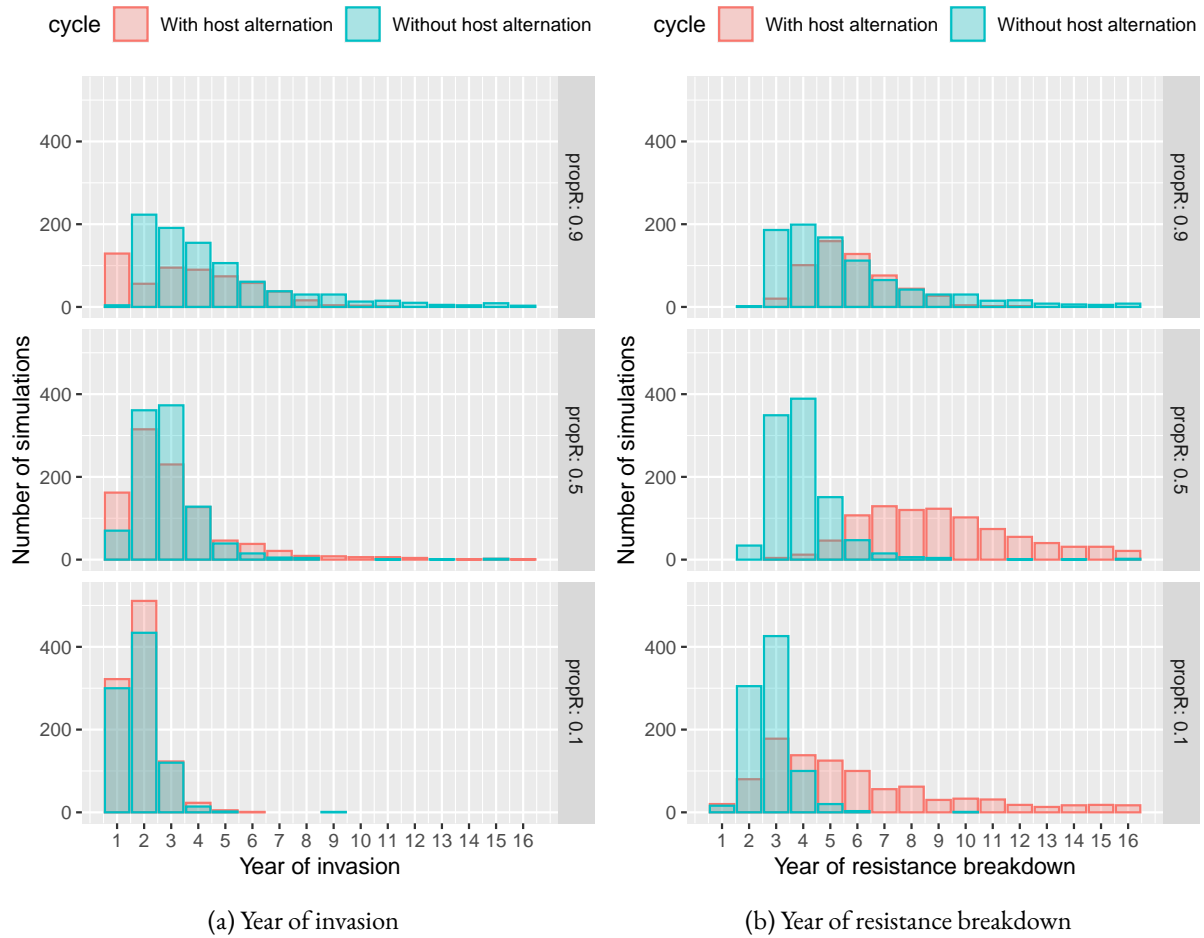 cycle With host alternation Without host alternation
400
200
0
propR: 0.9
400
200
0
propR: 0.5
400
200
0
propR: 0.1
Number of simulations
1 2 3 4 5 6 7 8 9 10 11 12 13 14 15 16
Year of invasion
(a) Year of invasion
cycle With host alternation Without host alternation
400
200
0
propR: 0.9
400
200
0
propR: 0.5
400
200
0
propR: 0.1
Number of simulations
1 2 3 4 5 6 7 8 9 10 11 12 13 14 15 16
Year of resistance breakdown
(b) Year of resistance breakdown